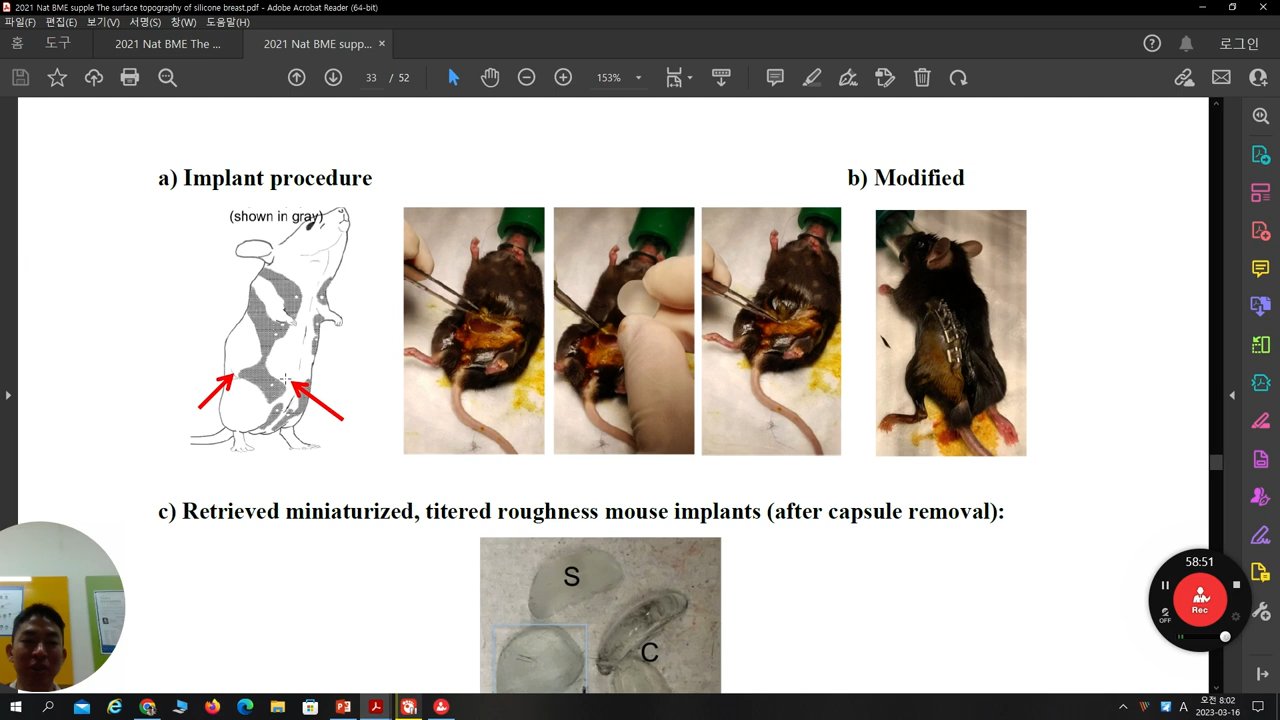 2021 Nat BME supple The surface topography of silicone breast.pdf - Adobe Acrobat Reader (64-bit)
파일(F) 편집(E) 보기(V) 서명(S) 창(W) 도움말(H)
홈 도구 2021 Nat BME The ... 2021 Nat BME supp... × 로그인
33 / 52 153%
a) Implant procedure b) Modified
(shown in gray)
c) Retrieved miniaturized, titered roughness mouse implants (after capsule removal):
S
C
58:51
Rec
OFF
A 오전 8:02
2023-03-16